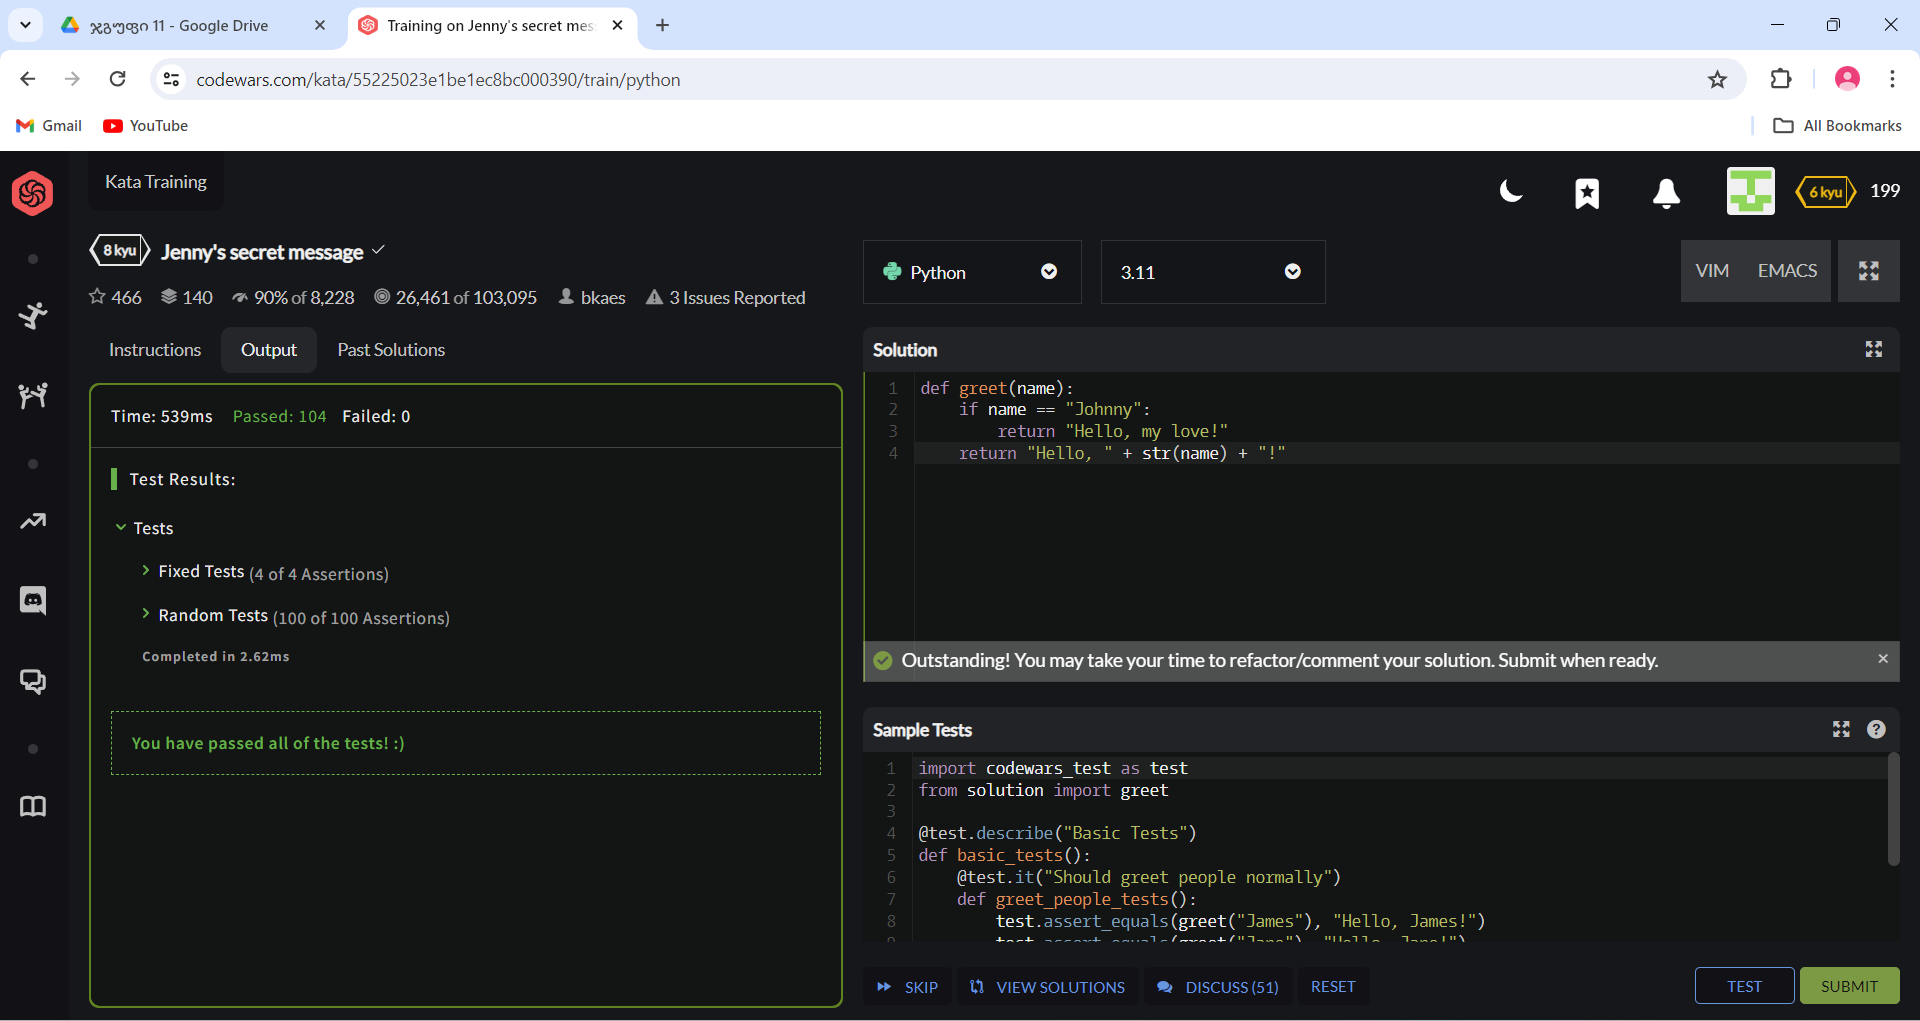 ჯგუფი 11 - Google Drive
Training on Jenny's secret mes
codewars.com/kata/55225023e1be1ec8bc000390/train/python
Gmail
YouTube
All Bookmarks
Kata Training
6 kyu
199
8 kyu
Jenny's secret message
466
140
90% of 8,228
26,461 of 103,095
bkaes
3 Issues Reported
Python
3.11
VIM
EMACS
Instructions
Output
Past Solutions
Time: 539ms
Passed: 104
Failed: 0
Test Results:
Tests
Fixed Tests (4 of 4 Assertions)
Random Tests (100 of 100 Assertions)
Completed in 2.62ms
You have passed all of the tests! :)
Solution
1 def greet(name):
2 if name == "Johnny":
3 return "Hello, my love!"
4 return "Hello, " + str(name) + "!"
Outstanding! You may take your time to refactor/comment your solution. Submit when ready.
Sample Tests
1 import codewars_test as test
2 from solution import greet
3
4 @test.describe("Basic Tests")
5 def basic_tests():
6 @test.it("Should greet people normally")
7 def greet_people_tests():
8 test.assert_equals(greet("James"), "Hello, James!")
9 test.assert_equals(greet("Jane"), "Hello, Jane!")
SKIP
VIEW SOLUTIONS
DISCUSS (51)
RESET
TEST
SUBMIT